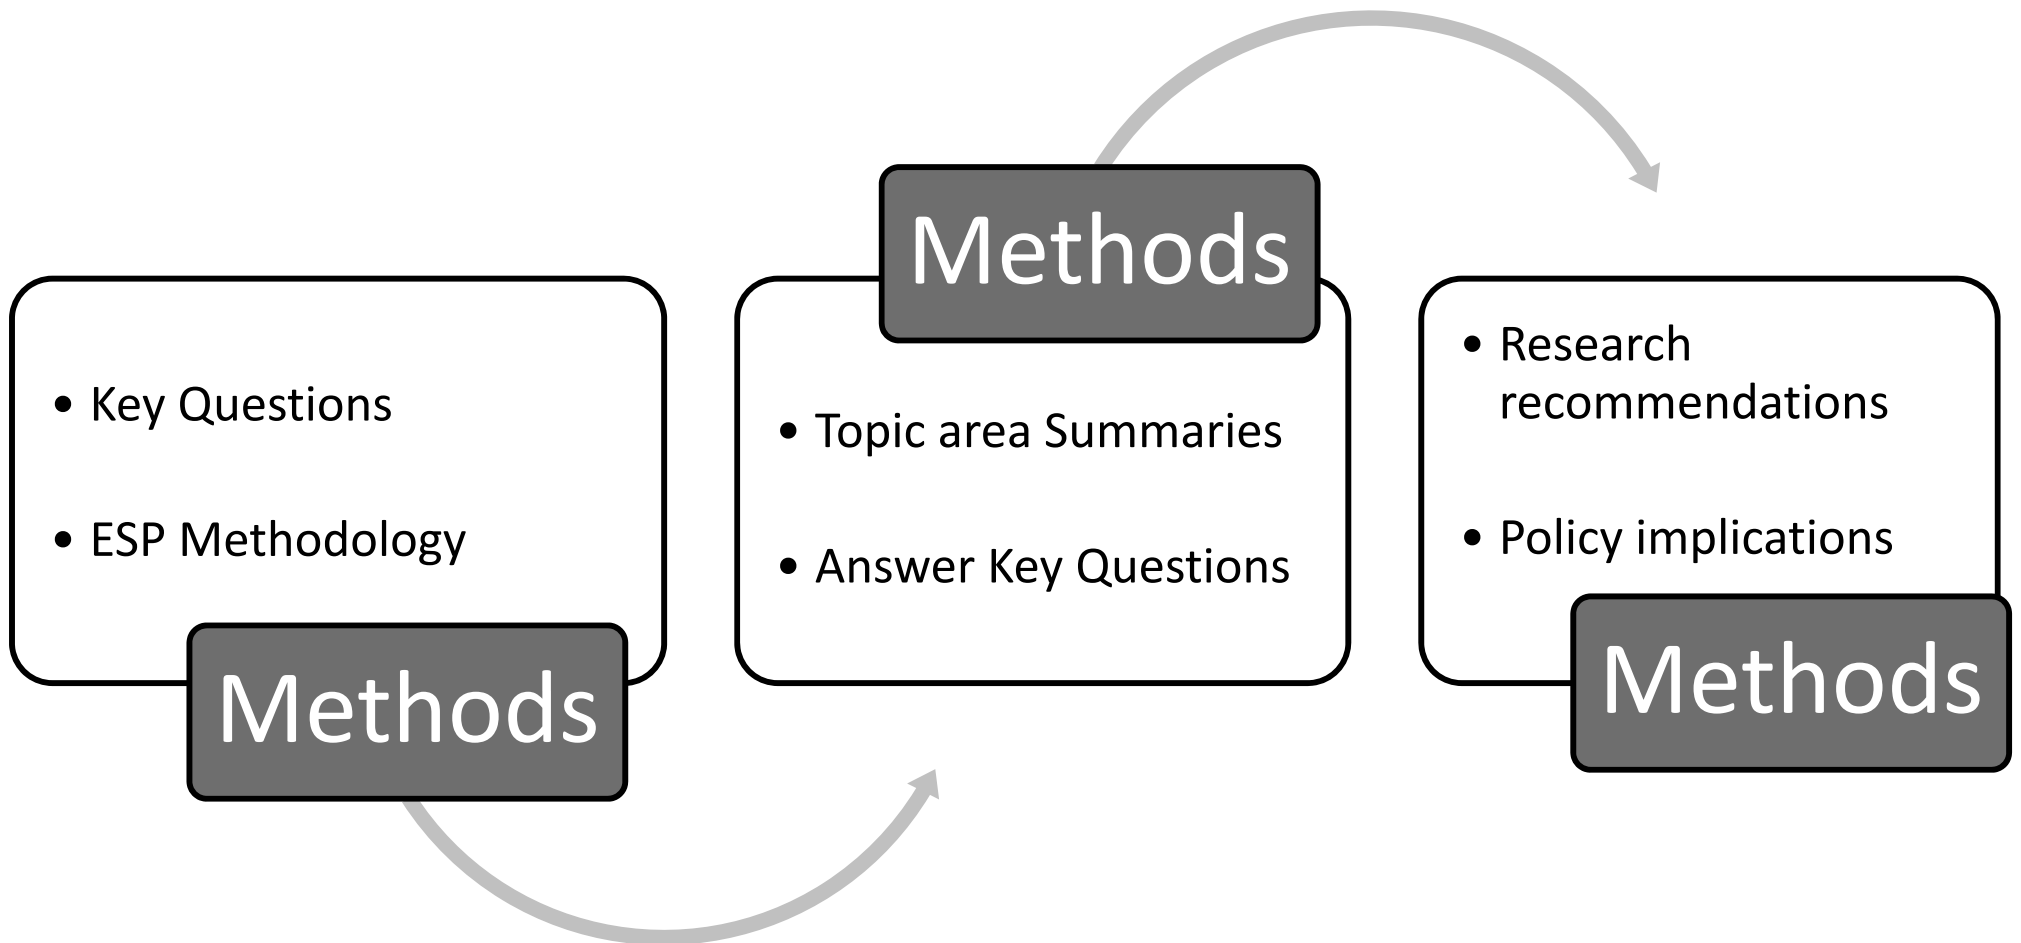 • Key Questions
• ESP Methodology
Methods
Methods
• Topic area Summaries
• Answer Key Questions
• Research
recommendations
• Policy implications
Methods